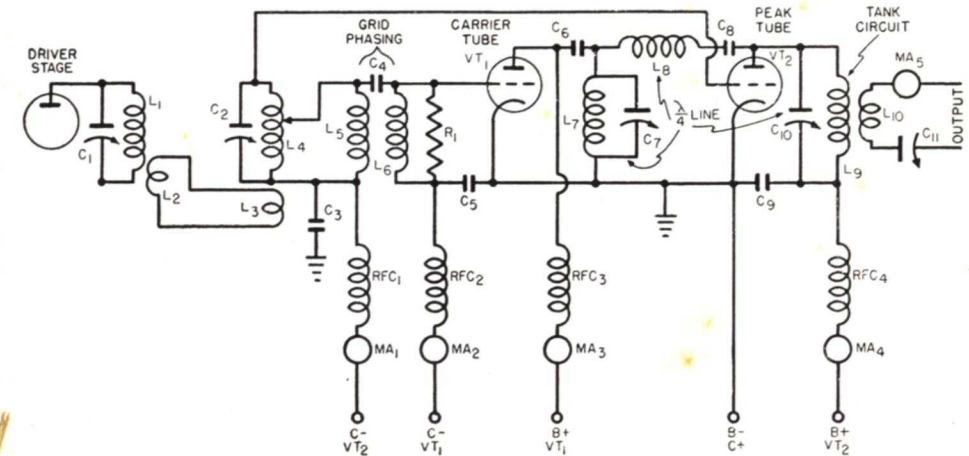 DRIVER
STAGE
C1
L1
L2
L3
C2
L4
C3
GRID
PHASING
C4
L5
L6
R1
C5
CARRIER
TUBE
VT1
C6
L7
C7
L8
λ/4 LINE
C8
PEAK
TUBE
VT2
C9
C10
TANK
CIRCUIT
L9
L10
MA5
C11
OUTPUT
RFC1
RFC2
RFC3
RFC4
MA1
MA2
MA3
MA4
C-
VT2
C-
VT1
B+
VT1
B-
C+
B+
VT2